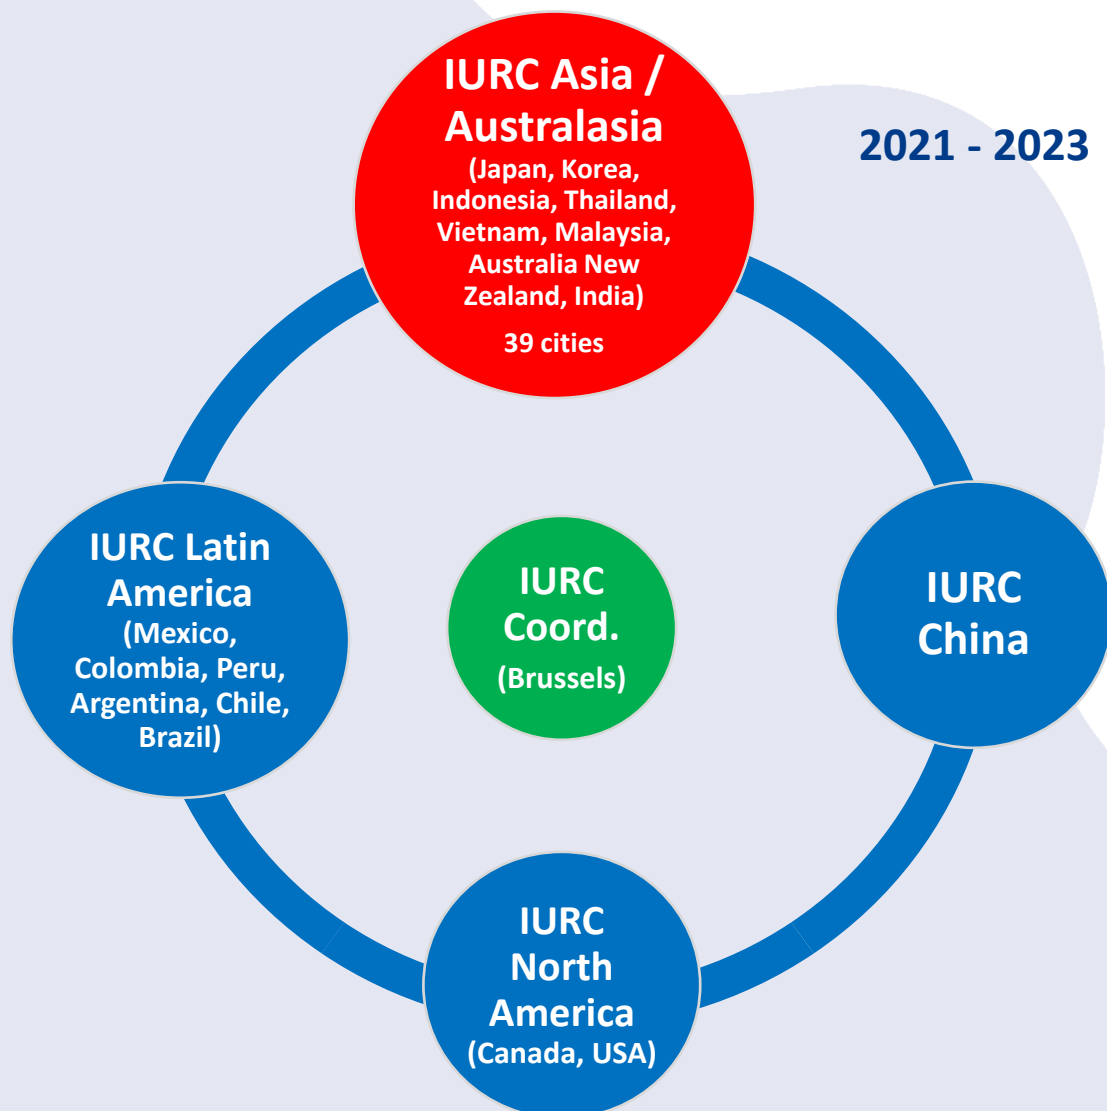 IURC Asia /
Australasia
(Japan, Korea,
Indonesia, Thailand,
Vietnam, Malaysia,
Australia New
Zealand, India)
39 cities
2021 - 2023
IURC Latin
America
(Mexico,
Colombia, Peru,
Argentina, Chile,
Brazil)
IURC
Coord.
(Brussels)
IURC
China
IURC
North
America
(Canada, USA)